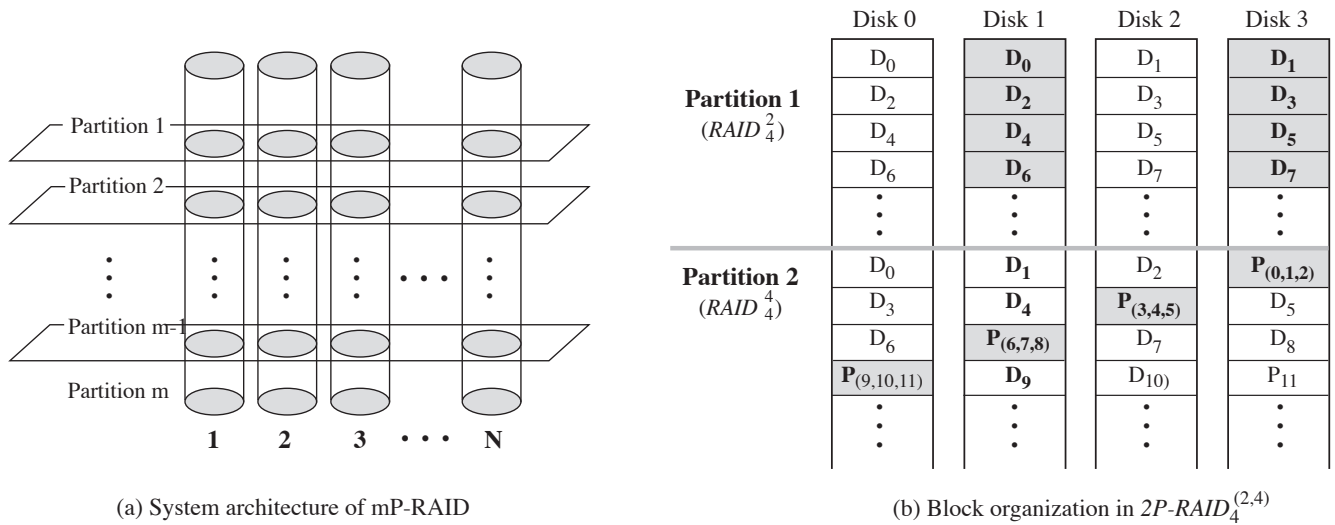 Partition 1
Partition 2
Partition m-1
Partition m
1 2 3 N
(a) System architecture of mP-RAID
Disk 0 Disk 1 Disk 2 Disk 3
Partition 1
(RAID ²₄)
D₀ D₀ D₁ D₁
D₂ D₂ D₃ D₃
D₄ D₄ D₅ D₅
D₆ D₆ D₇ D₇
Partition 2
(RAID ⁴₄)
D₀ D₁ D₂ P₍₀,₁,₂₎
D₃ D₄ P₍₃,₄,₅₎ D₅
D₆ P₍₆,₇,₈₎ D₇ D₈
P₍₉,₁₀,₁₁₎ D₉ D₁₀₎ P₁₁
(b) Block organization in 2P-RAID₄⁽²,⁴⁾